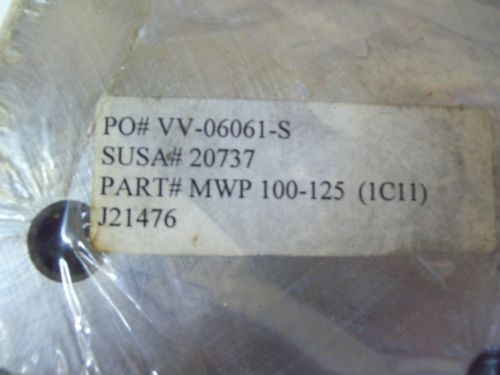 PO# VV-06061-S
SUSA# 20737
PART# MWP 100-125 (1C11)
J21476